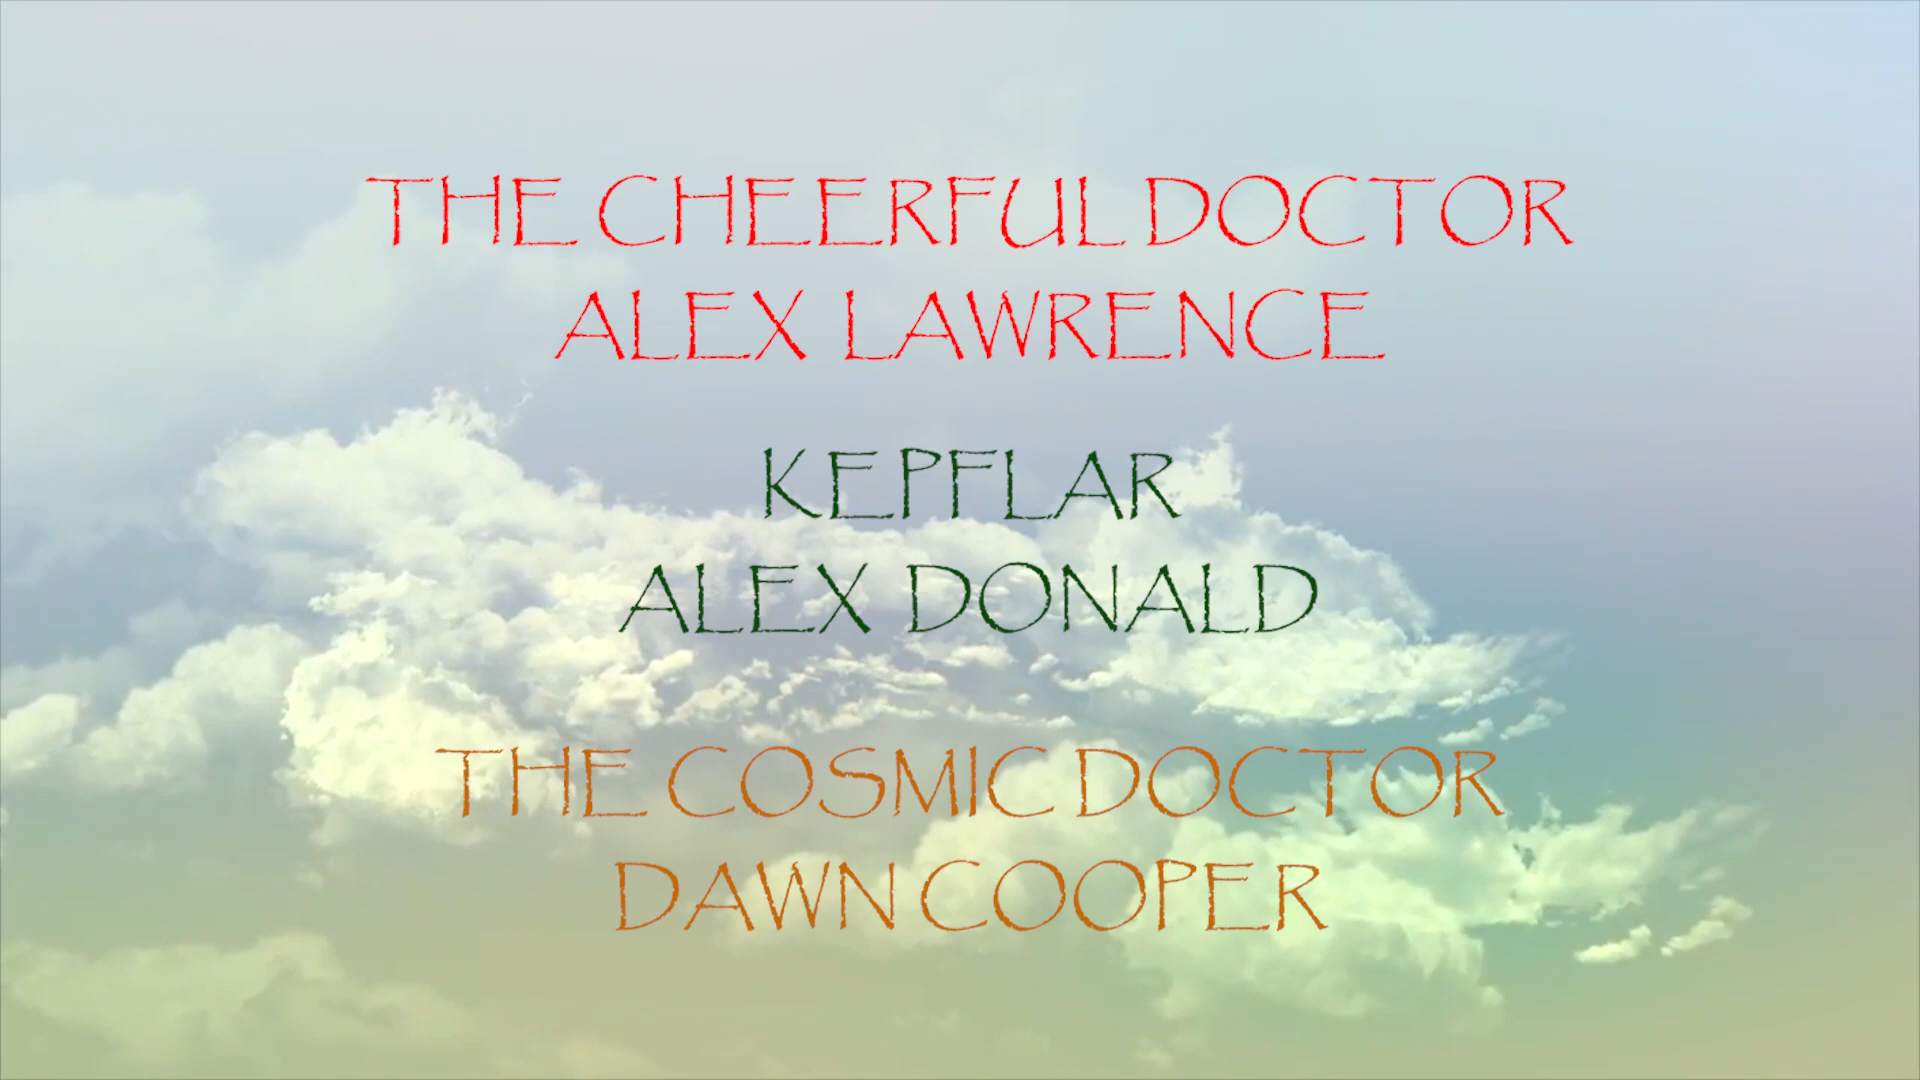 THE CHEERFUL DOCTOR
ALEX LAWRENCE
KEPFLAR
ALEX DONALD
THE COSMIC DOCTOR
DAWN COOPER